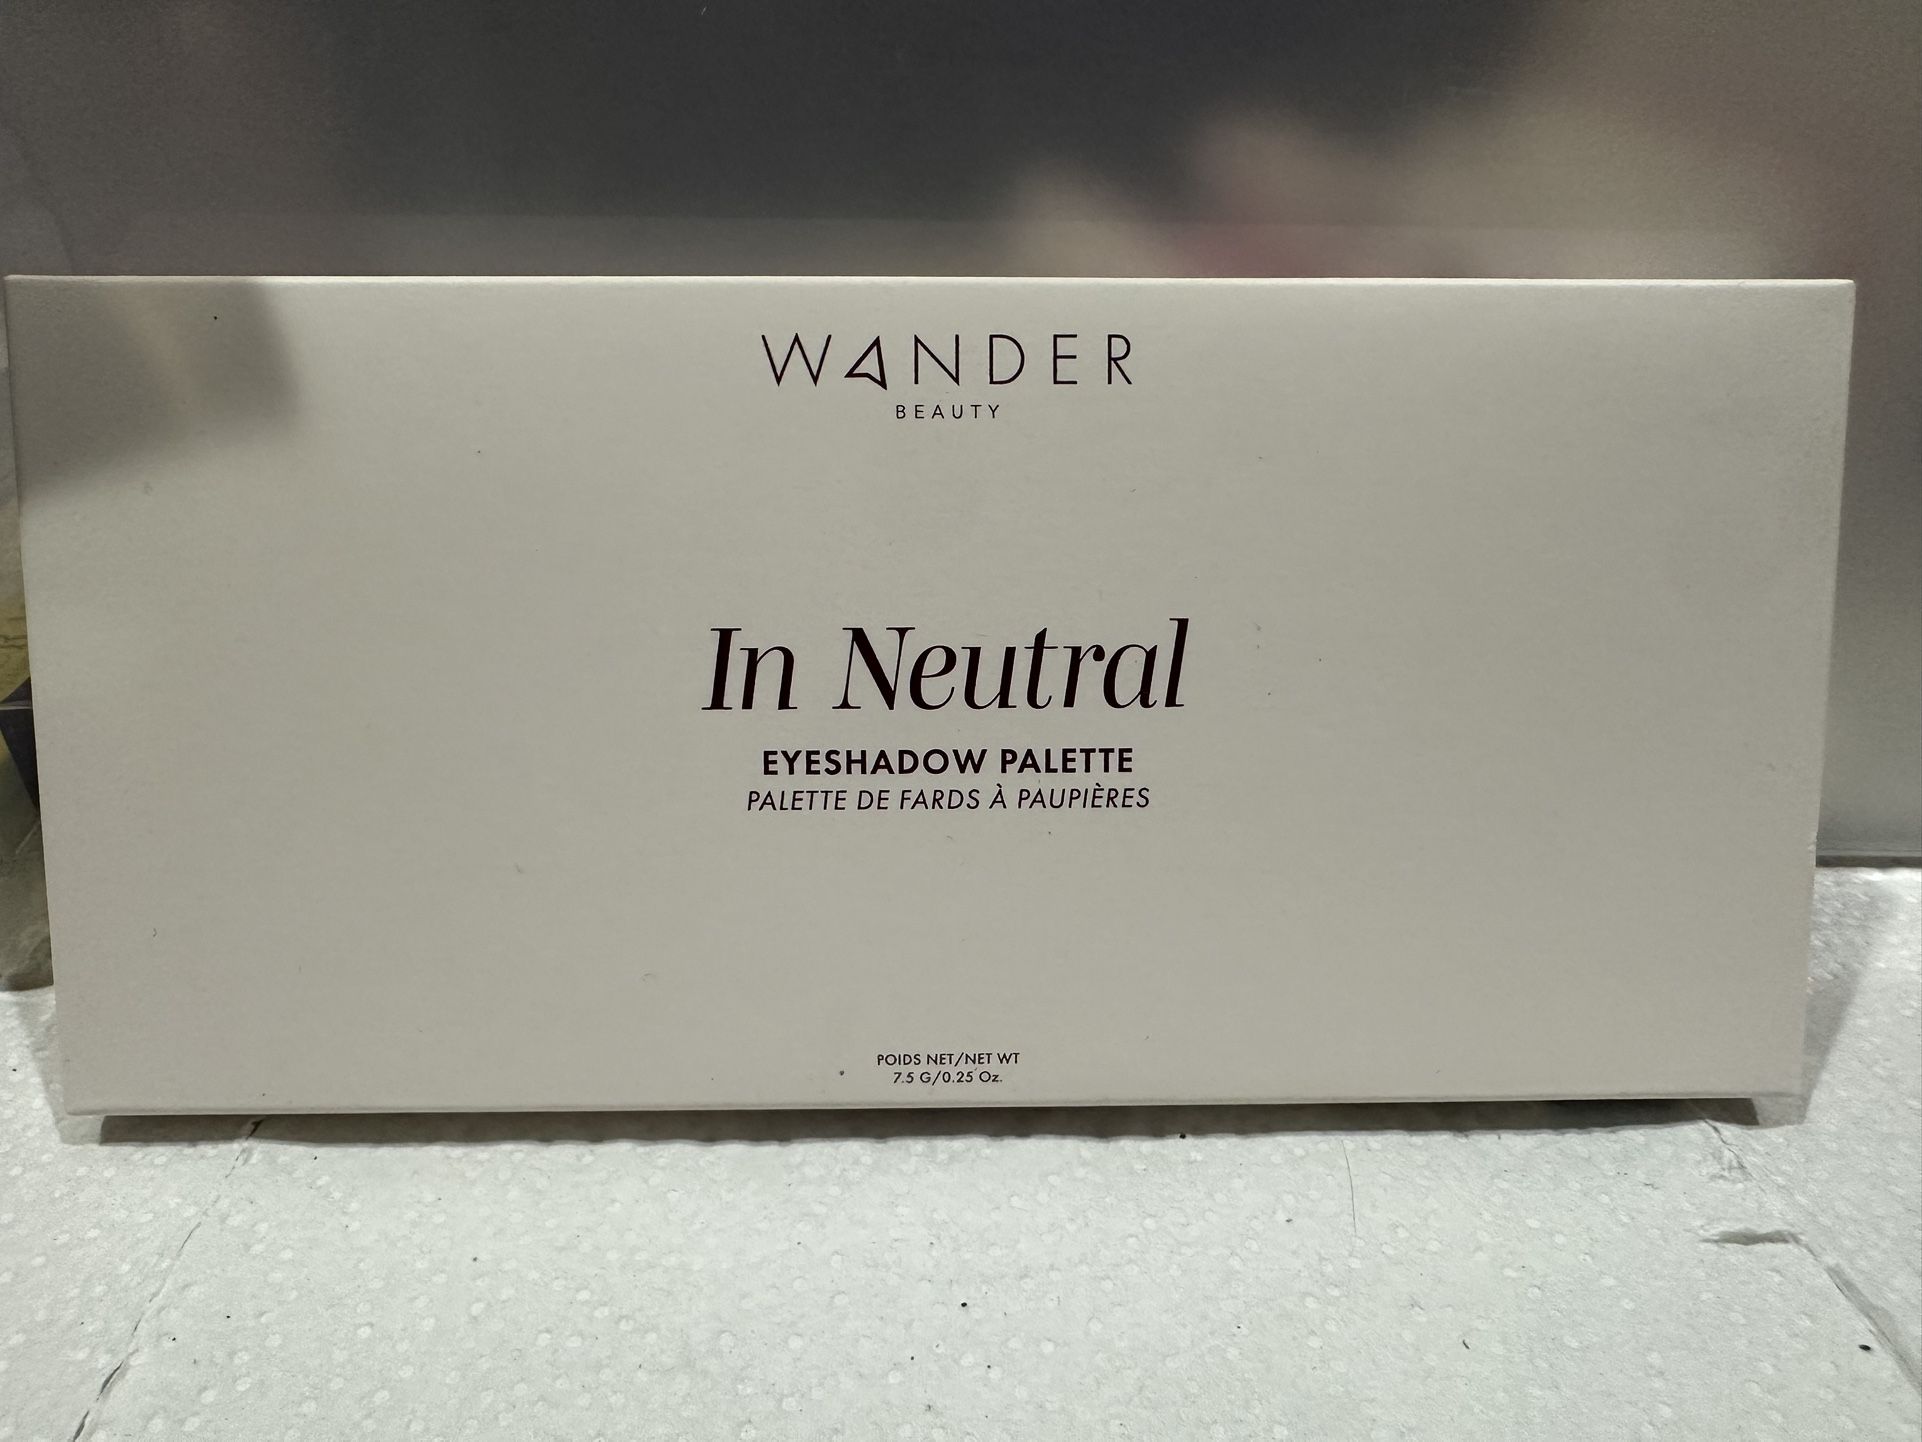 WANDER
BEAUTY
In Neutral
EYESHADOW PALETTE
PALETTE DE FARDS À PAUPIÈRES
POIDS NET/NET WT
7.5 G/0.25 Oz.